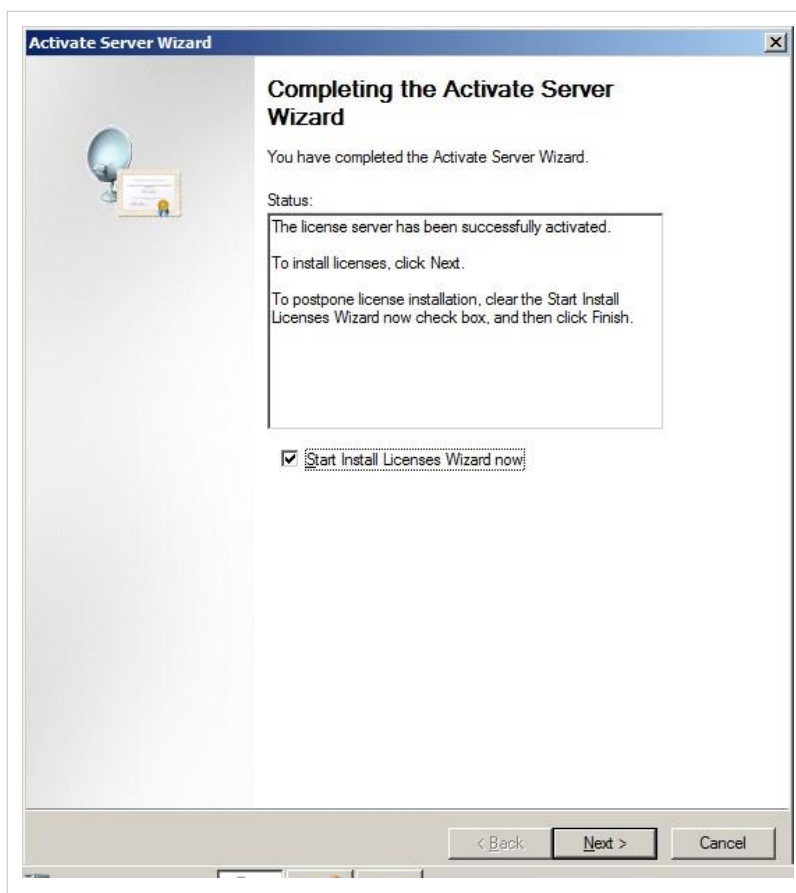 Activate Server Wizard
Completing the Activate Server
Wizard
You have completed the Activate Server Wizard.
Status:
The license server has been successfully activated.
To install licenses, click Next.
To postpone license installation, clear the Start Install
Licenses Wizard now check box, and then click Finish.
Start Install Licenses Wizard now
< Back Next > Cancel